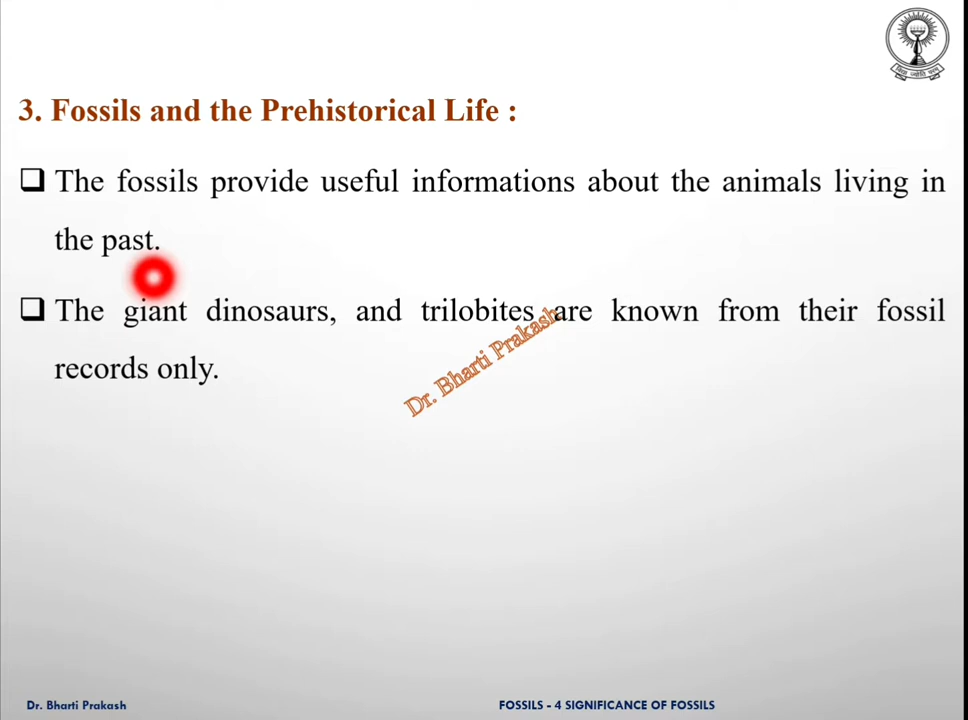 3. Fossils and the Prehistorical Life :
❑ The fossils provide useful informations about the animals living in
the past.
❑ The giant dinosaurs, and trilobites are known from their fossil
records only.
Dr. Bharti Prakash
Dr. Bharti Prakash
FOSSILS - 4 SIGNIFICANCE OF FOSSILS